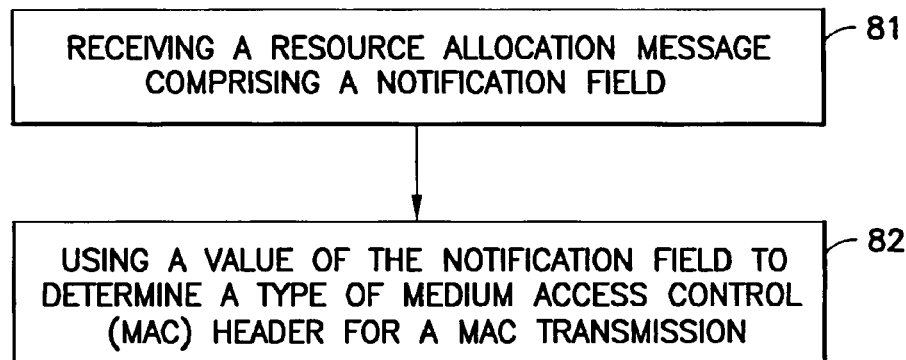 RECEIVING A RESOURCE ALLOCATION MESSAGE
COMPRISING A NOTIFICATION FIELD
81
USING A VALUE OF THE NOTIFICATION FIELD TO
DETERMINE A TYPE OF MEDIUM ACCESS CONTROL
(MAC) HEADER FOR A MAC TRANSMISSION
82